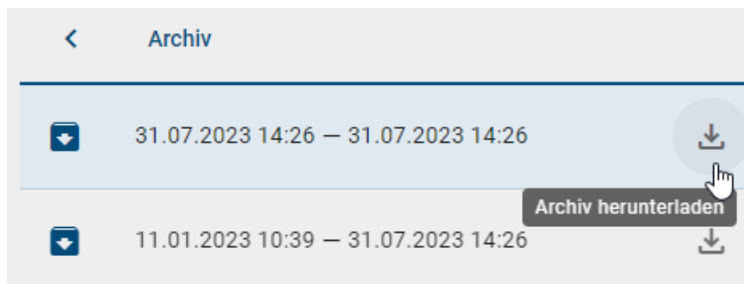 Archiv
31.07.2023 14:26 — 31.07.2023 14:26
Archiv herunterladen
11.01.2023 10:39 — 31.07.2023 14:26